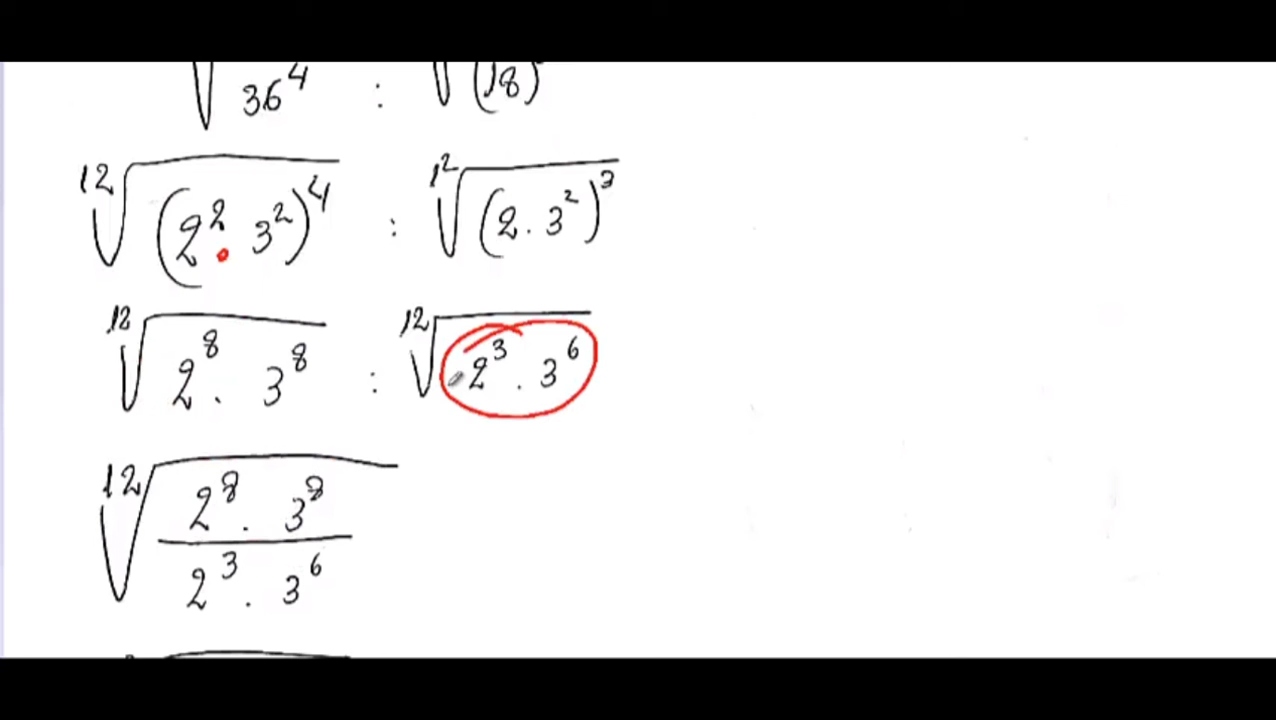 √36⁴ : √(18)
¹²√(2² · 3²)⁴ : ¹²√(2 · 3²)³
¹²√2⁸ · 3⁸ : ¹²√2³ · 3⁶
¹²√(2⁸ · 3⁸ / 2³ · 3⁶)